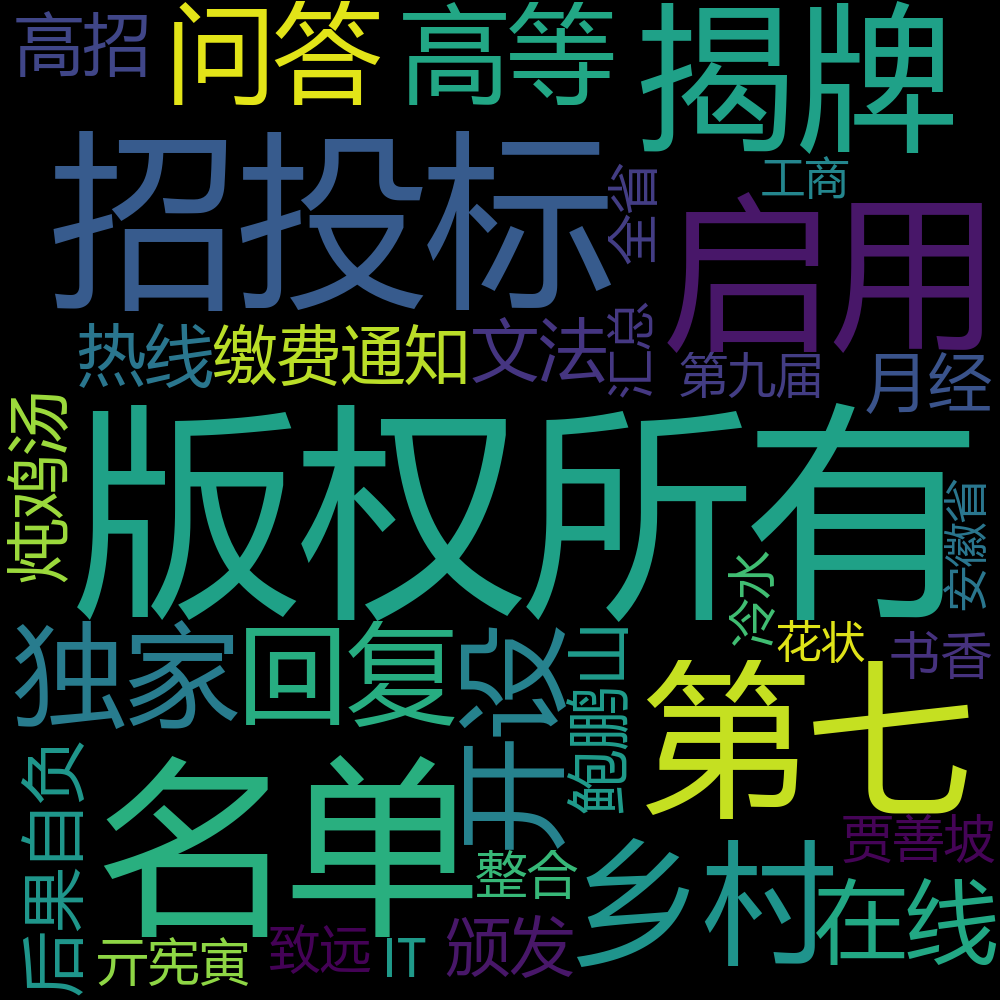 高招
问答
高等
揭牌
招投标
全省
工商
启用
热线
缴费通知
文法
汇总
第九届
月经
炖鸡汤
版权所有
安徽省
冷水
独家
回复
开设
鲍鹏山
花状
书香
第七
后果自负
名单
贾善坡
整合
乡村
在线
亓宪寅
致远
IT
颁发